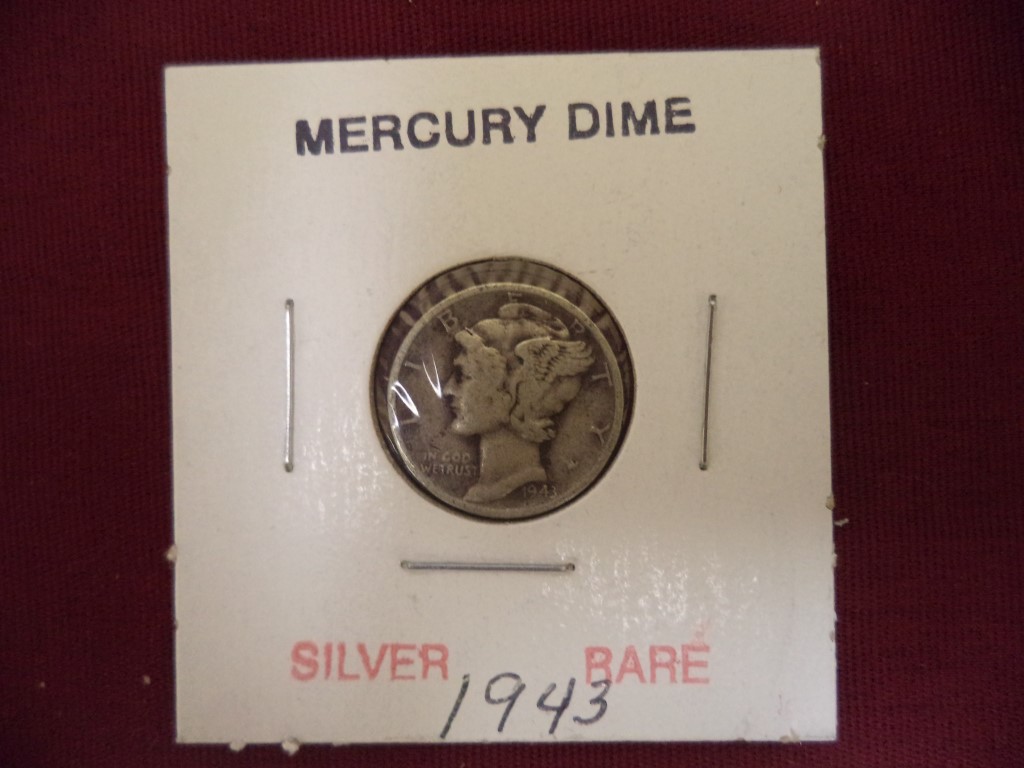 MERCURY DIME
LIBERTY
IN GOD
WE TRUST
1943
SILVER RARE
1943